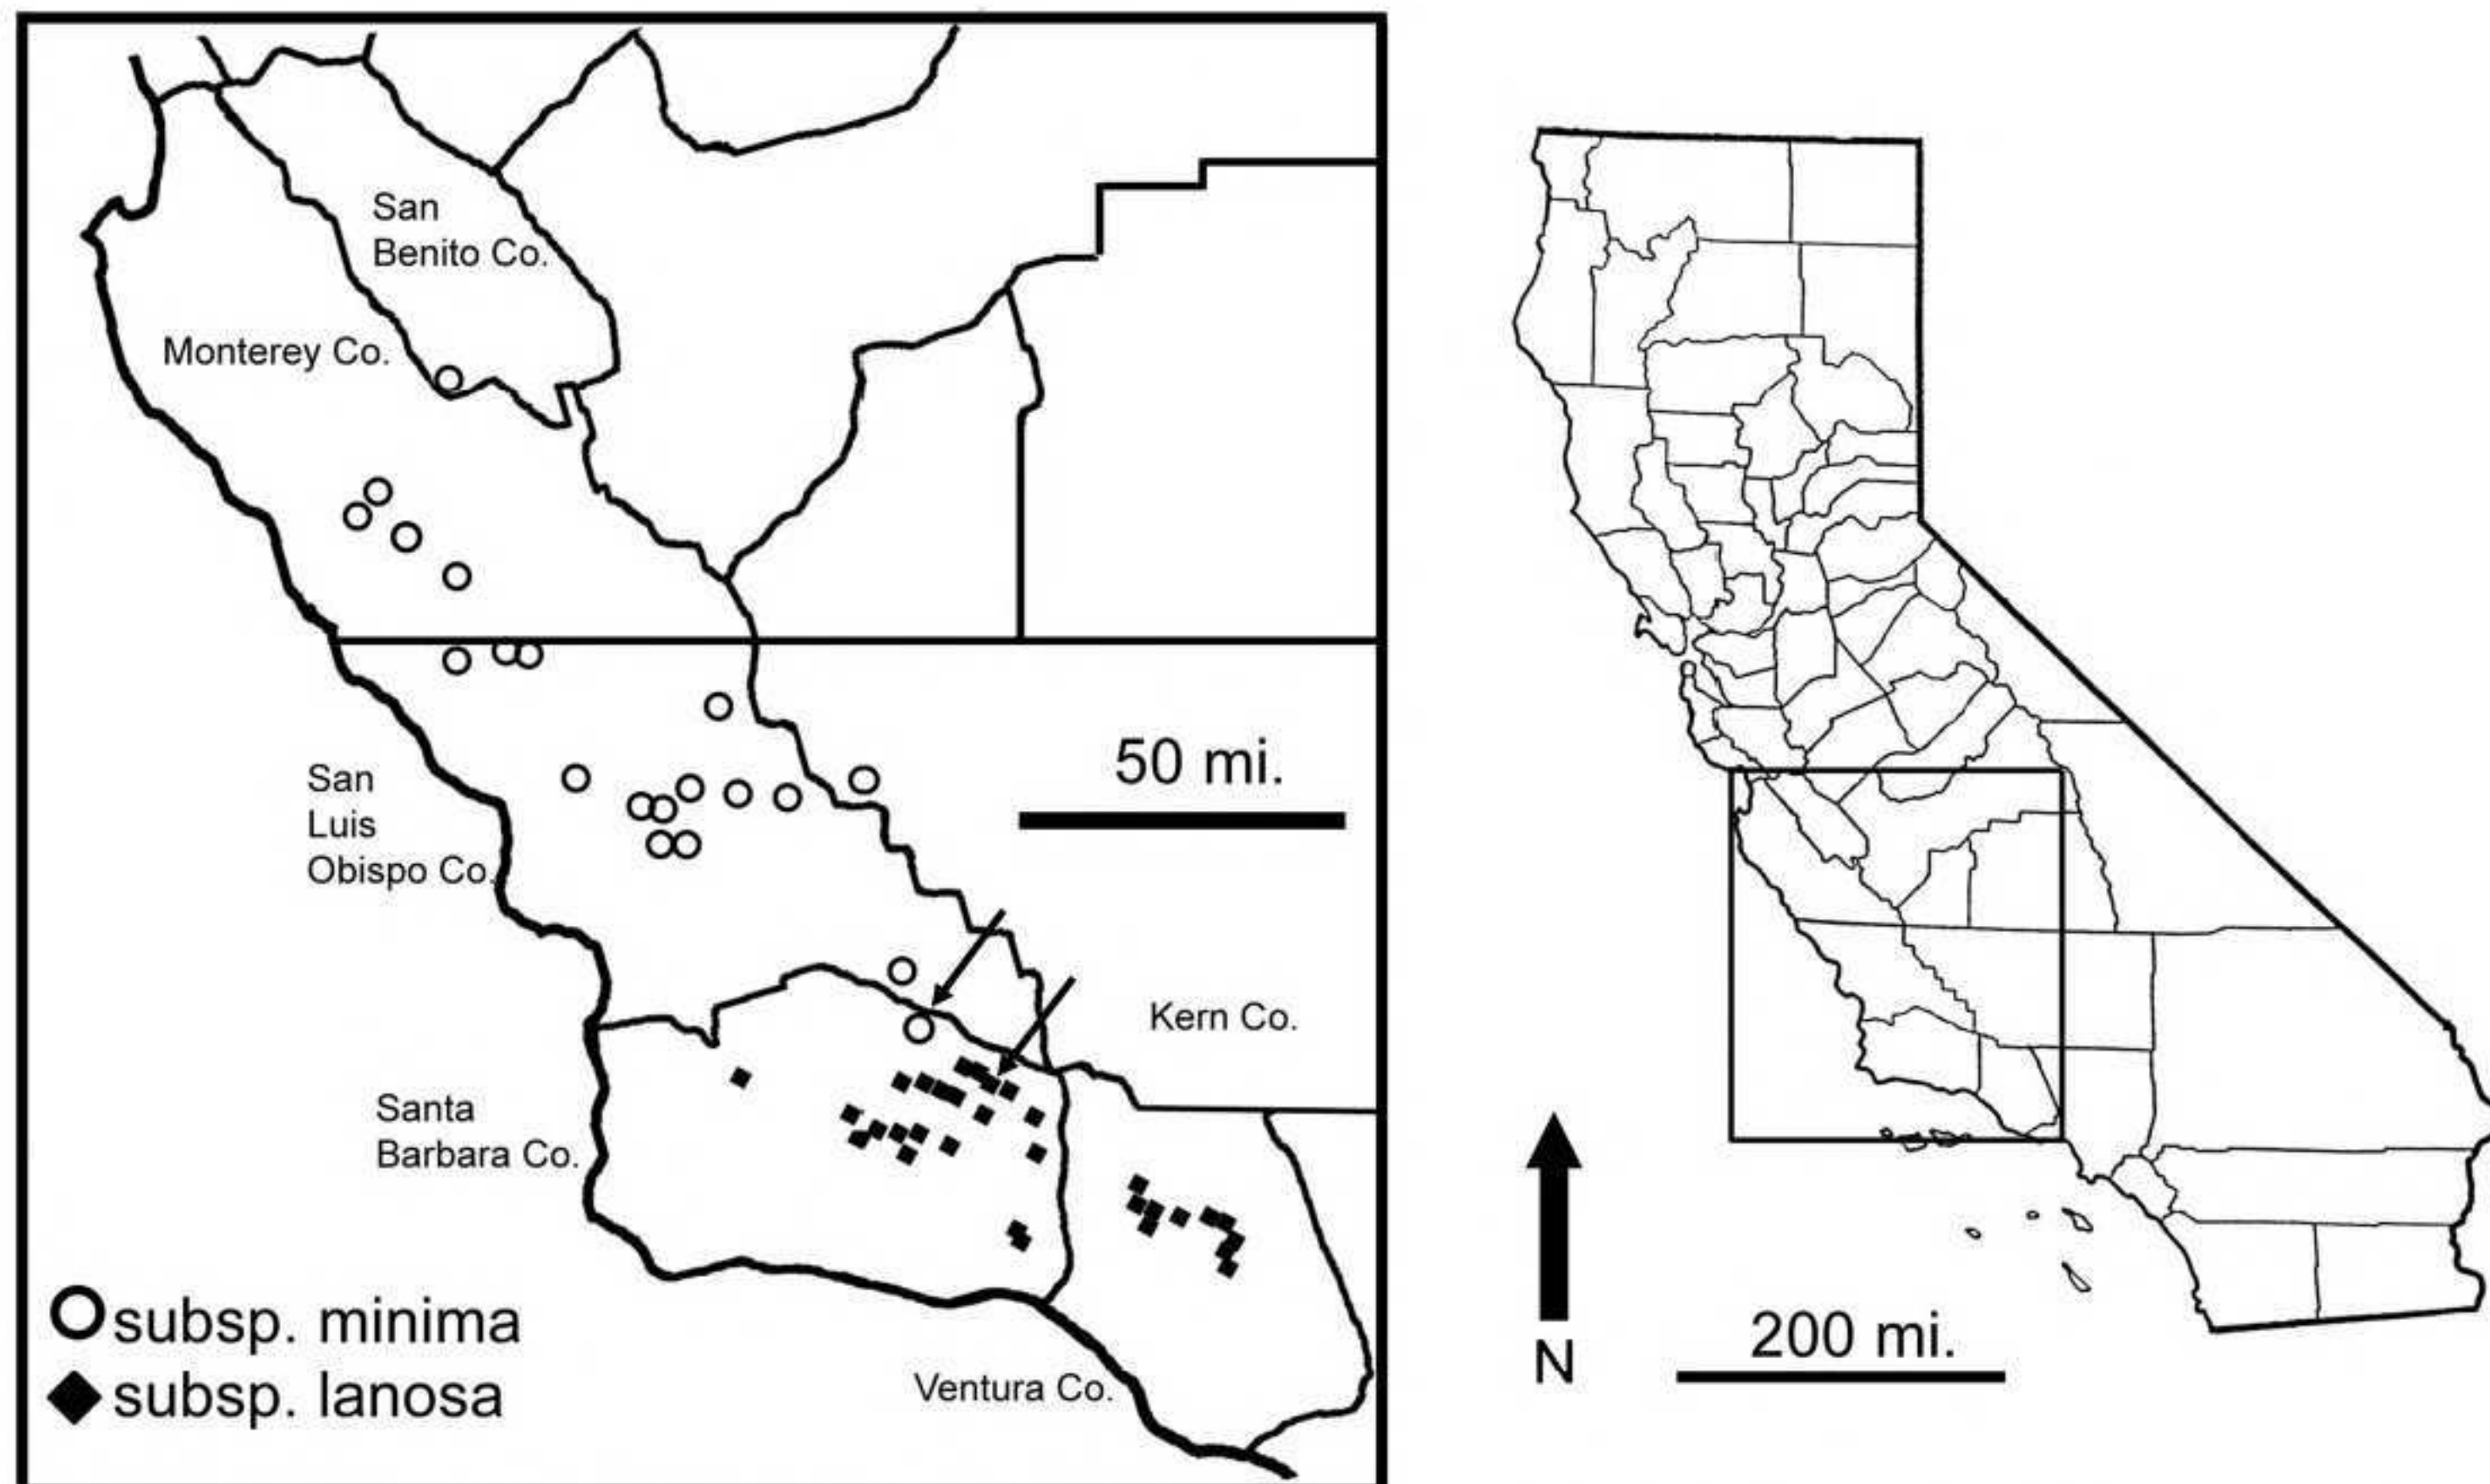 San
Benito Co.
Monterey Co.
San
Luis
Obispo Co.
50 mi.
Kern Co.
Santa
Barbara Co.
Ventura Co.
subsp. minima
subsp. lanosa
N
200 mi.